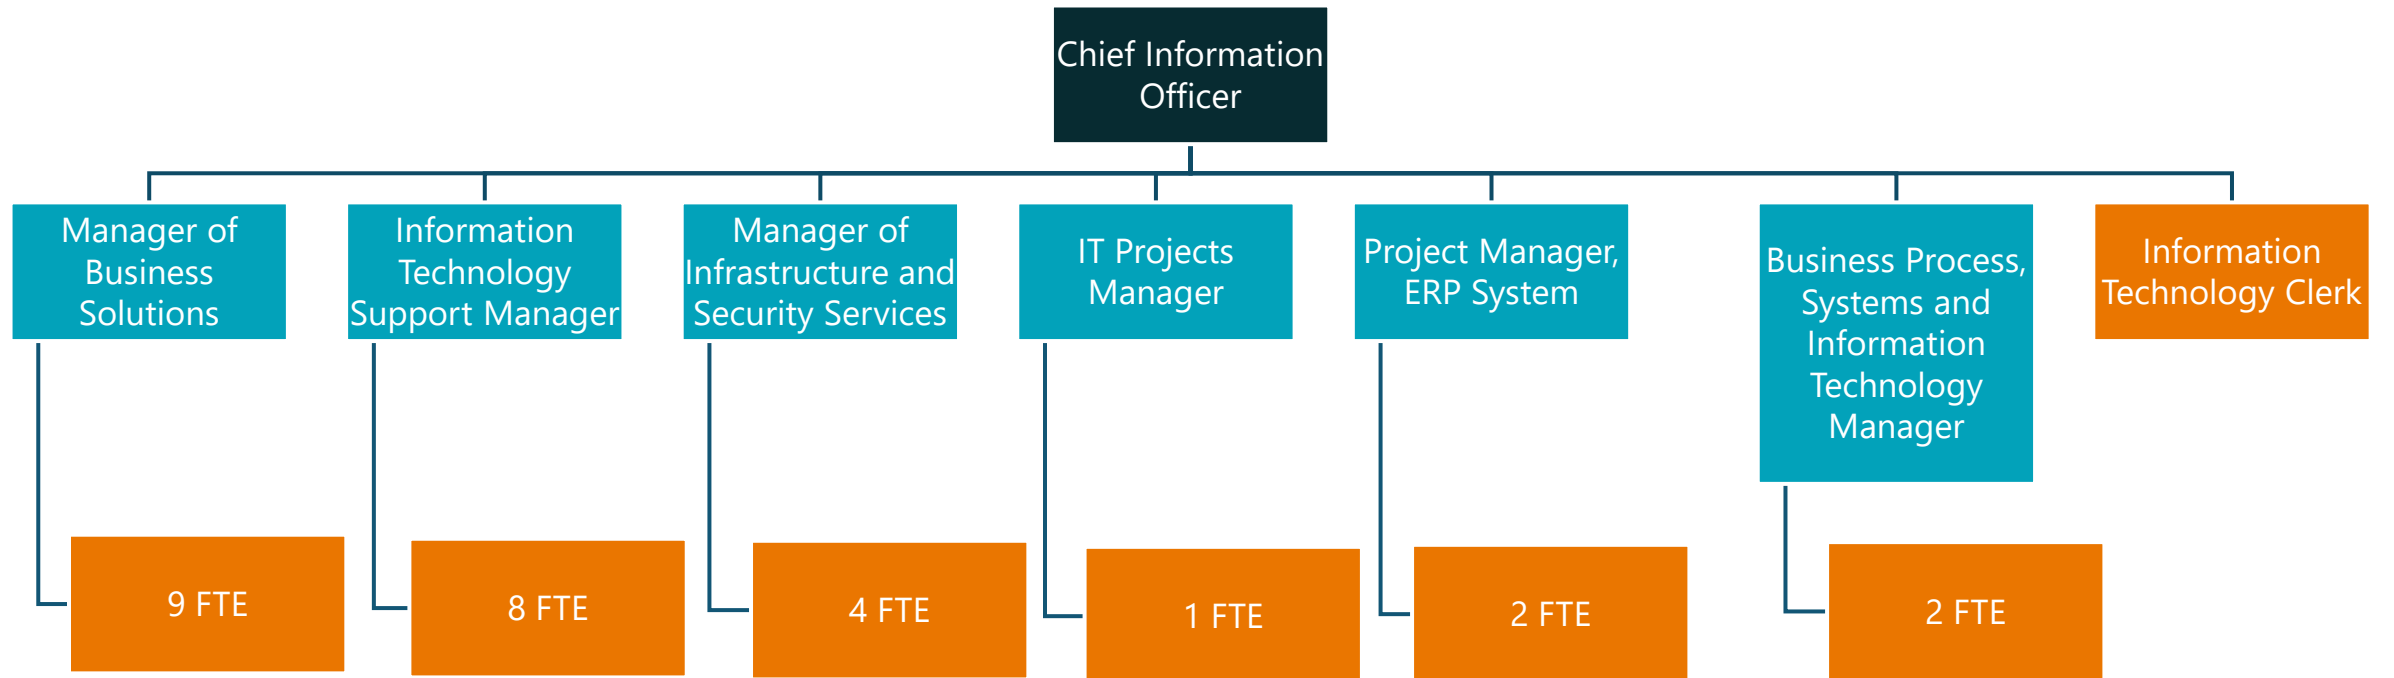 Chief Information
Officer
Manager of
Business
Solutions
Information
Technology
Support Manager
Manager of
Infrastructure and
Security Services
IT Projects
Manager
Project Manager,
ERP System
Business Process,
Systems and
Information
Technology
Manager
Information
Technology Clerk
9 FTE
8 FTE
4 FTE
1 FTE
2 FTE
2 FTE